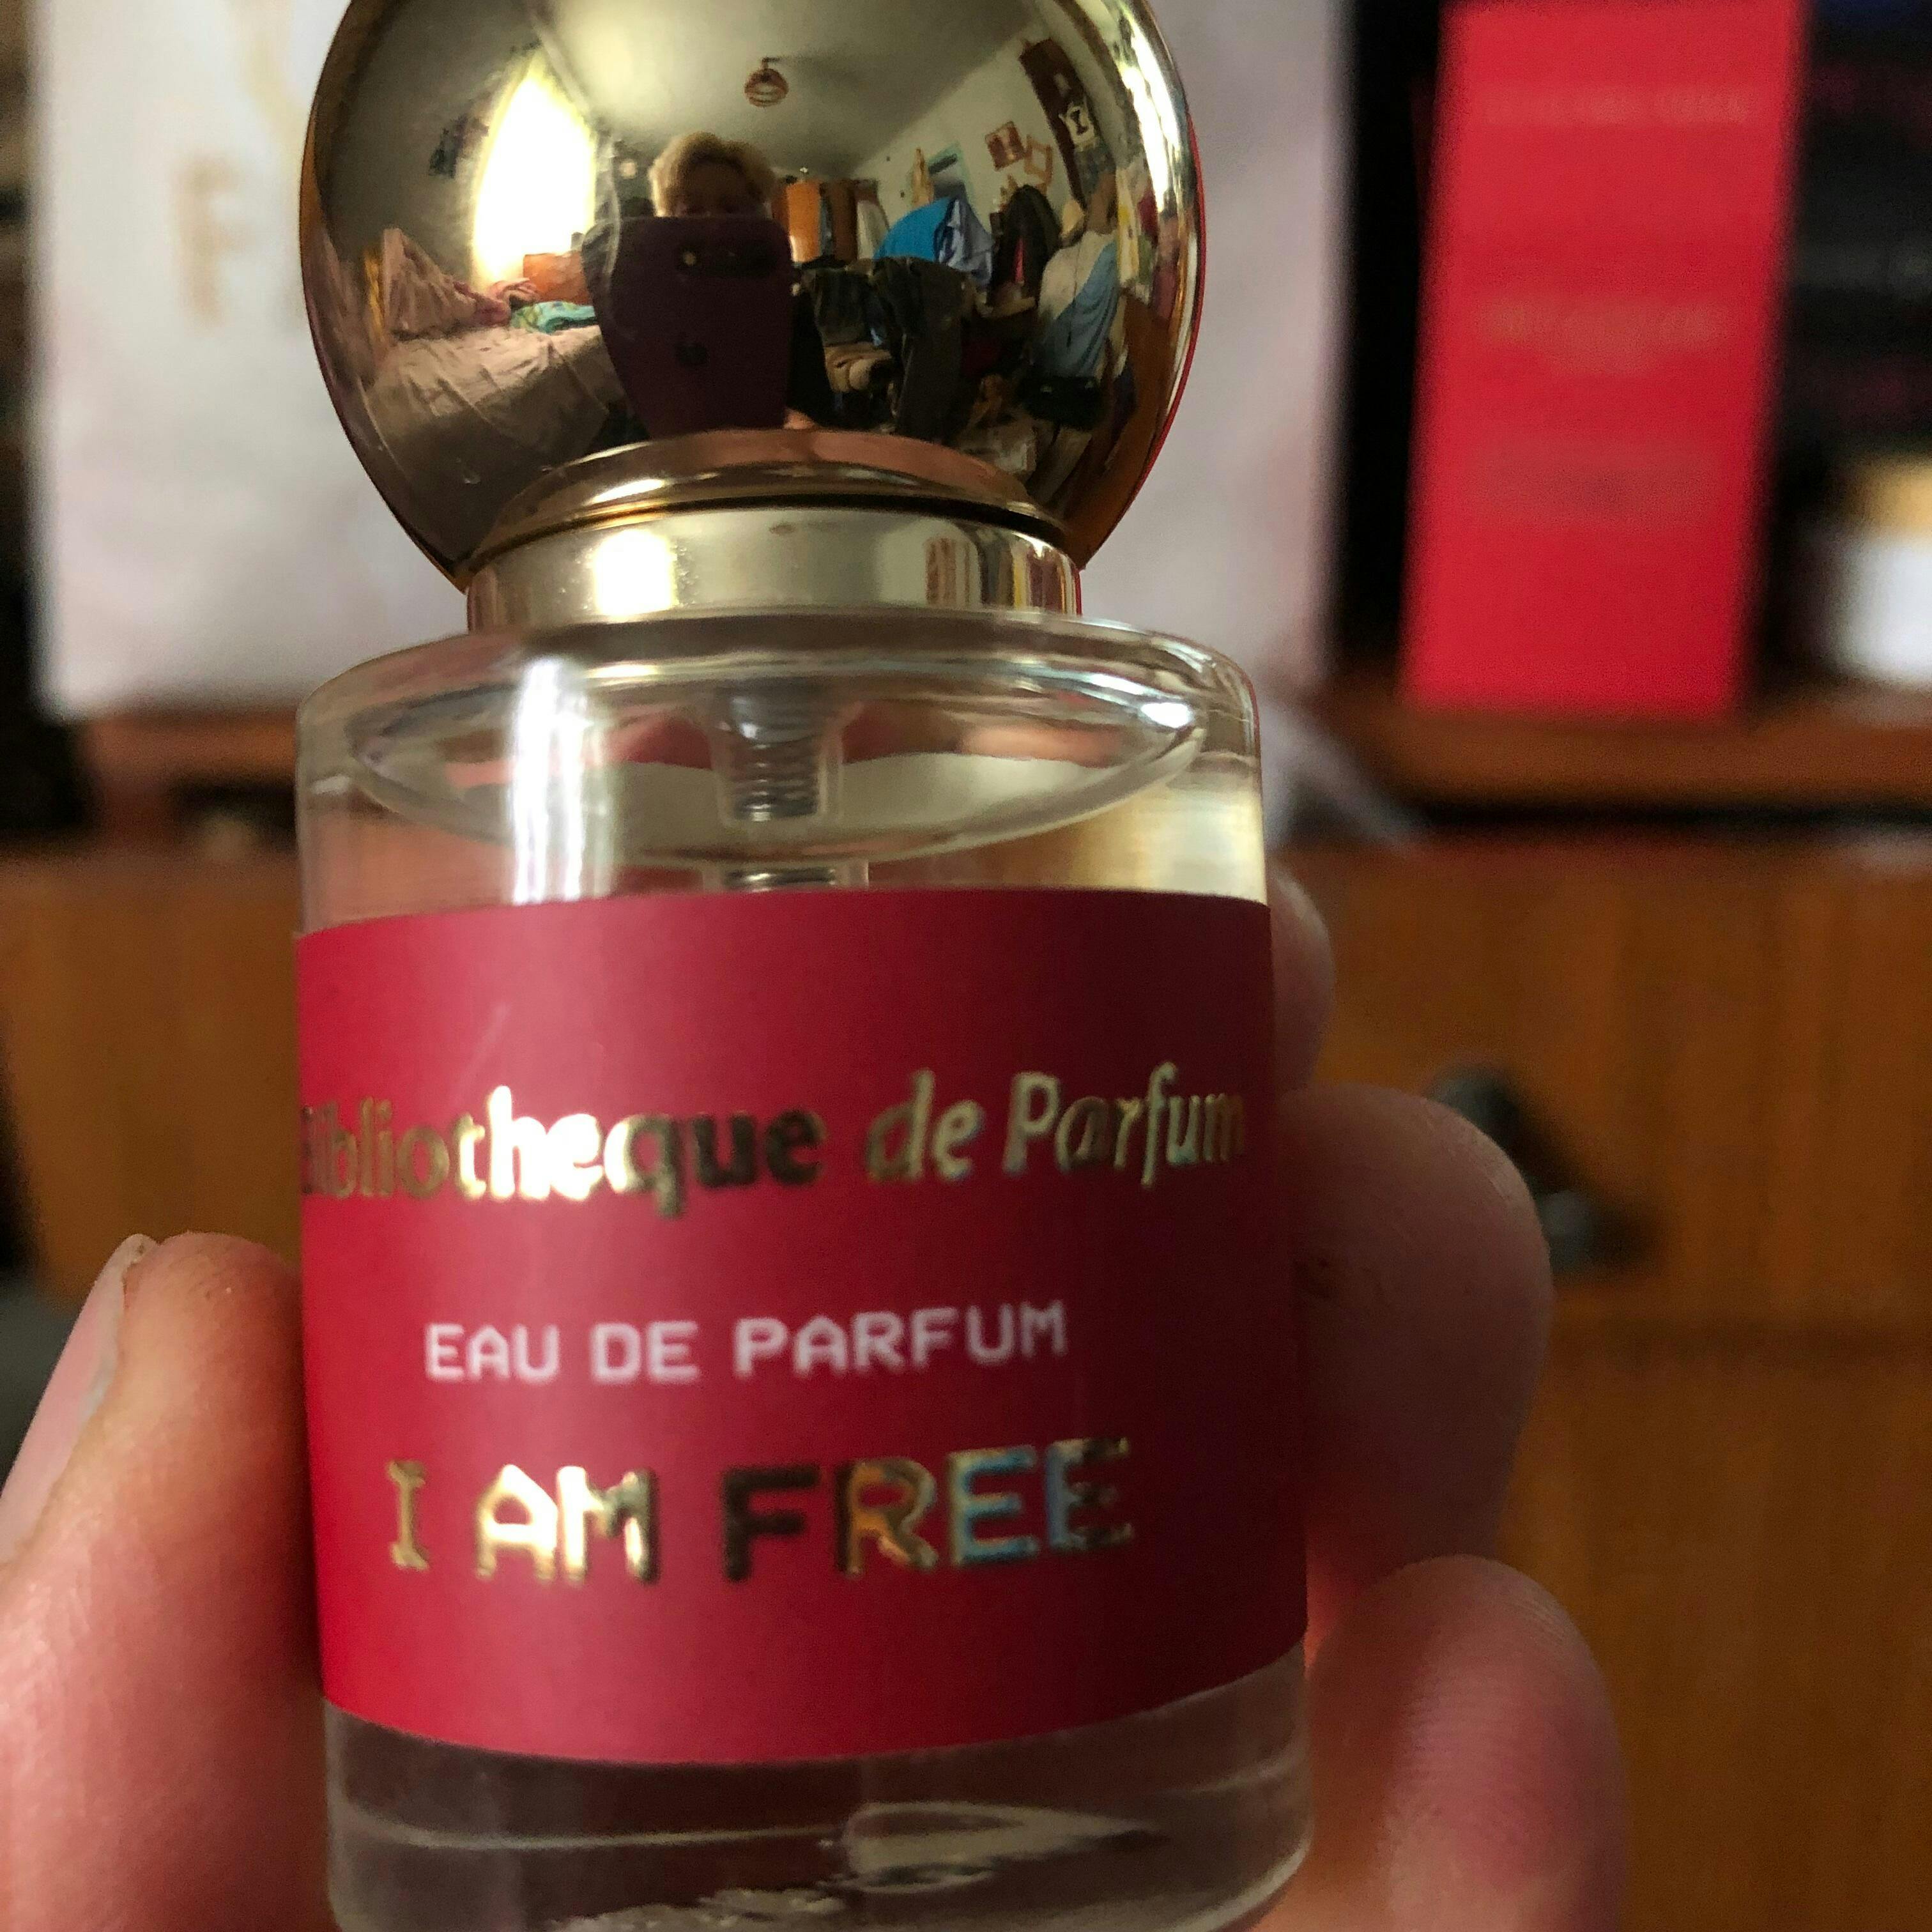 Bibliotheque de Parfum
EAU DE PARFUM
I AM FREE